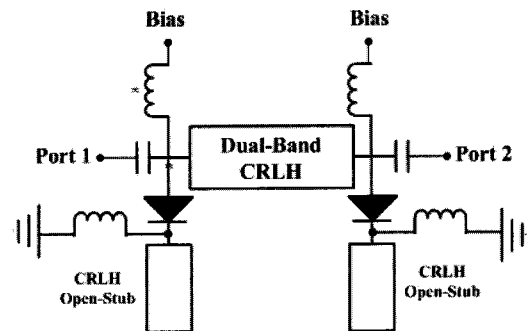 Bias
Bias
Port 1
Dual-Band
CRLH
Port 2
CRLH
Open-Stub
CRLH
Open-Stub